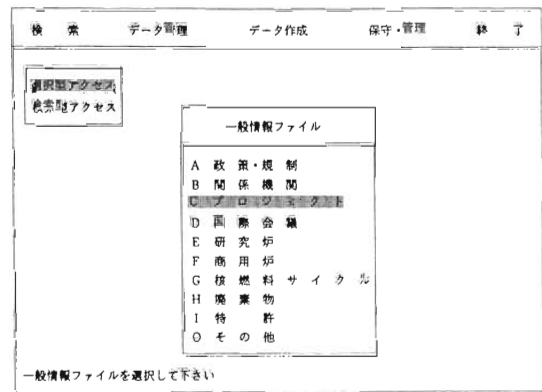 検 索 データ管理 データ作成 保守・管理 終 了
選択型アクセス
検索型アクセス
一般情報ファイル
A 政 策・規 制
B 関 係 機 関
C プ ロ ジ ェ ク ト
D 国 際 会 議
E 研 究 炉
F 商 用 炉
G 核 燃 料 サ イ ク ル
H 廃 棄 物
I 特 許
O そ の 他
一般情報ファイルを選択して下さい